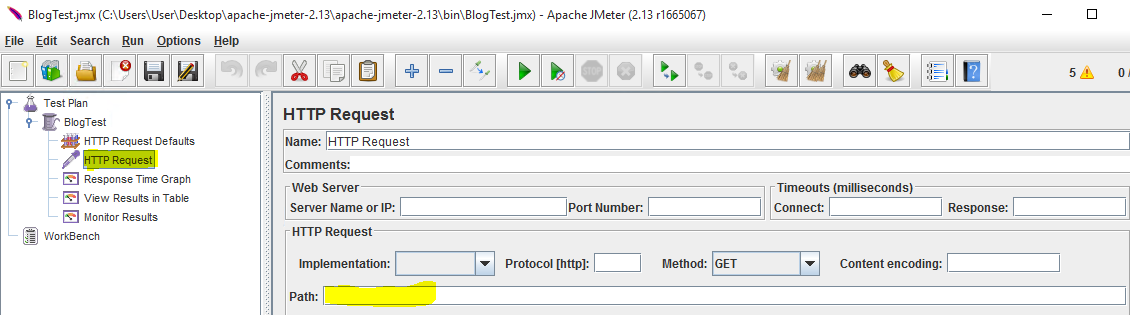 BlogTest.jmx (C:\Users\User\Desktop\apache-jmeter-2.13\apache-jmeter-2.13\bin\BlogTest.jmx) - Apache JMeter (2.13 r1665067)
File Edit Search Run Options Help
STOP 5 0 /
Test Plan
BlogTest
HTTP Request Defaults
HTTP Request
Response Time Graph
View Results in Table
Monitor Results
WorkBench
HTTP Request
Name: HTTP Request
Comments:
Web Server Timeouts (milliseconds)
Server Name or IP: Port Number: Connect: Response:
HTTP Request
Implementation: Protocol [http]: Method: GET Content encoding:
Path: